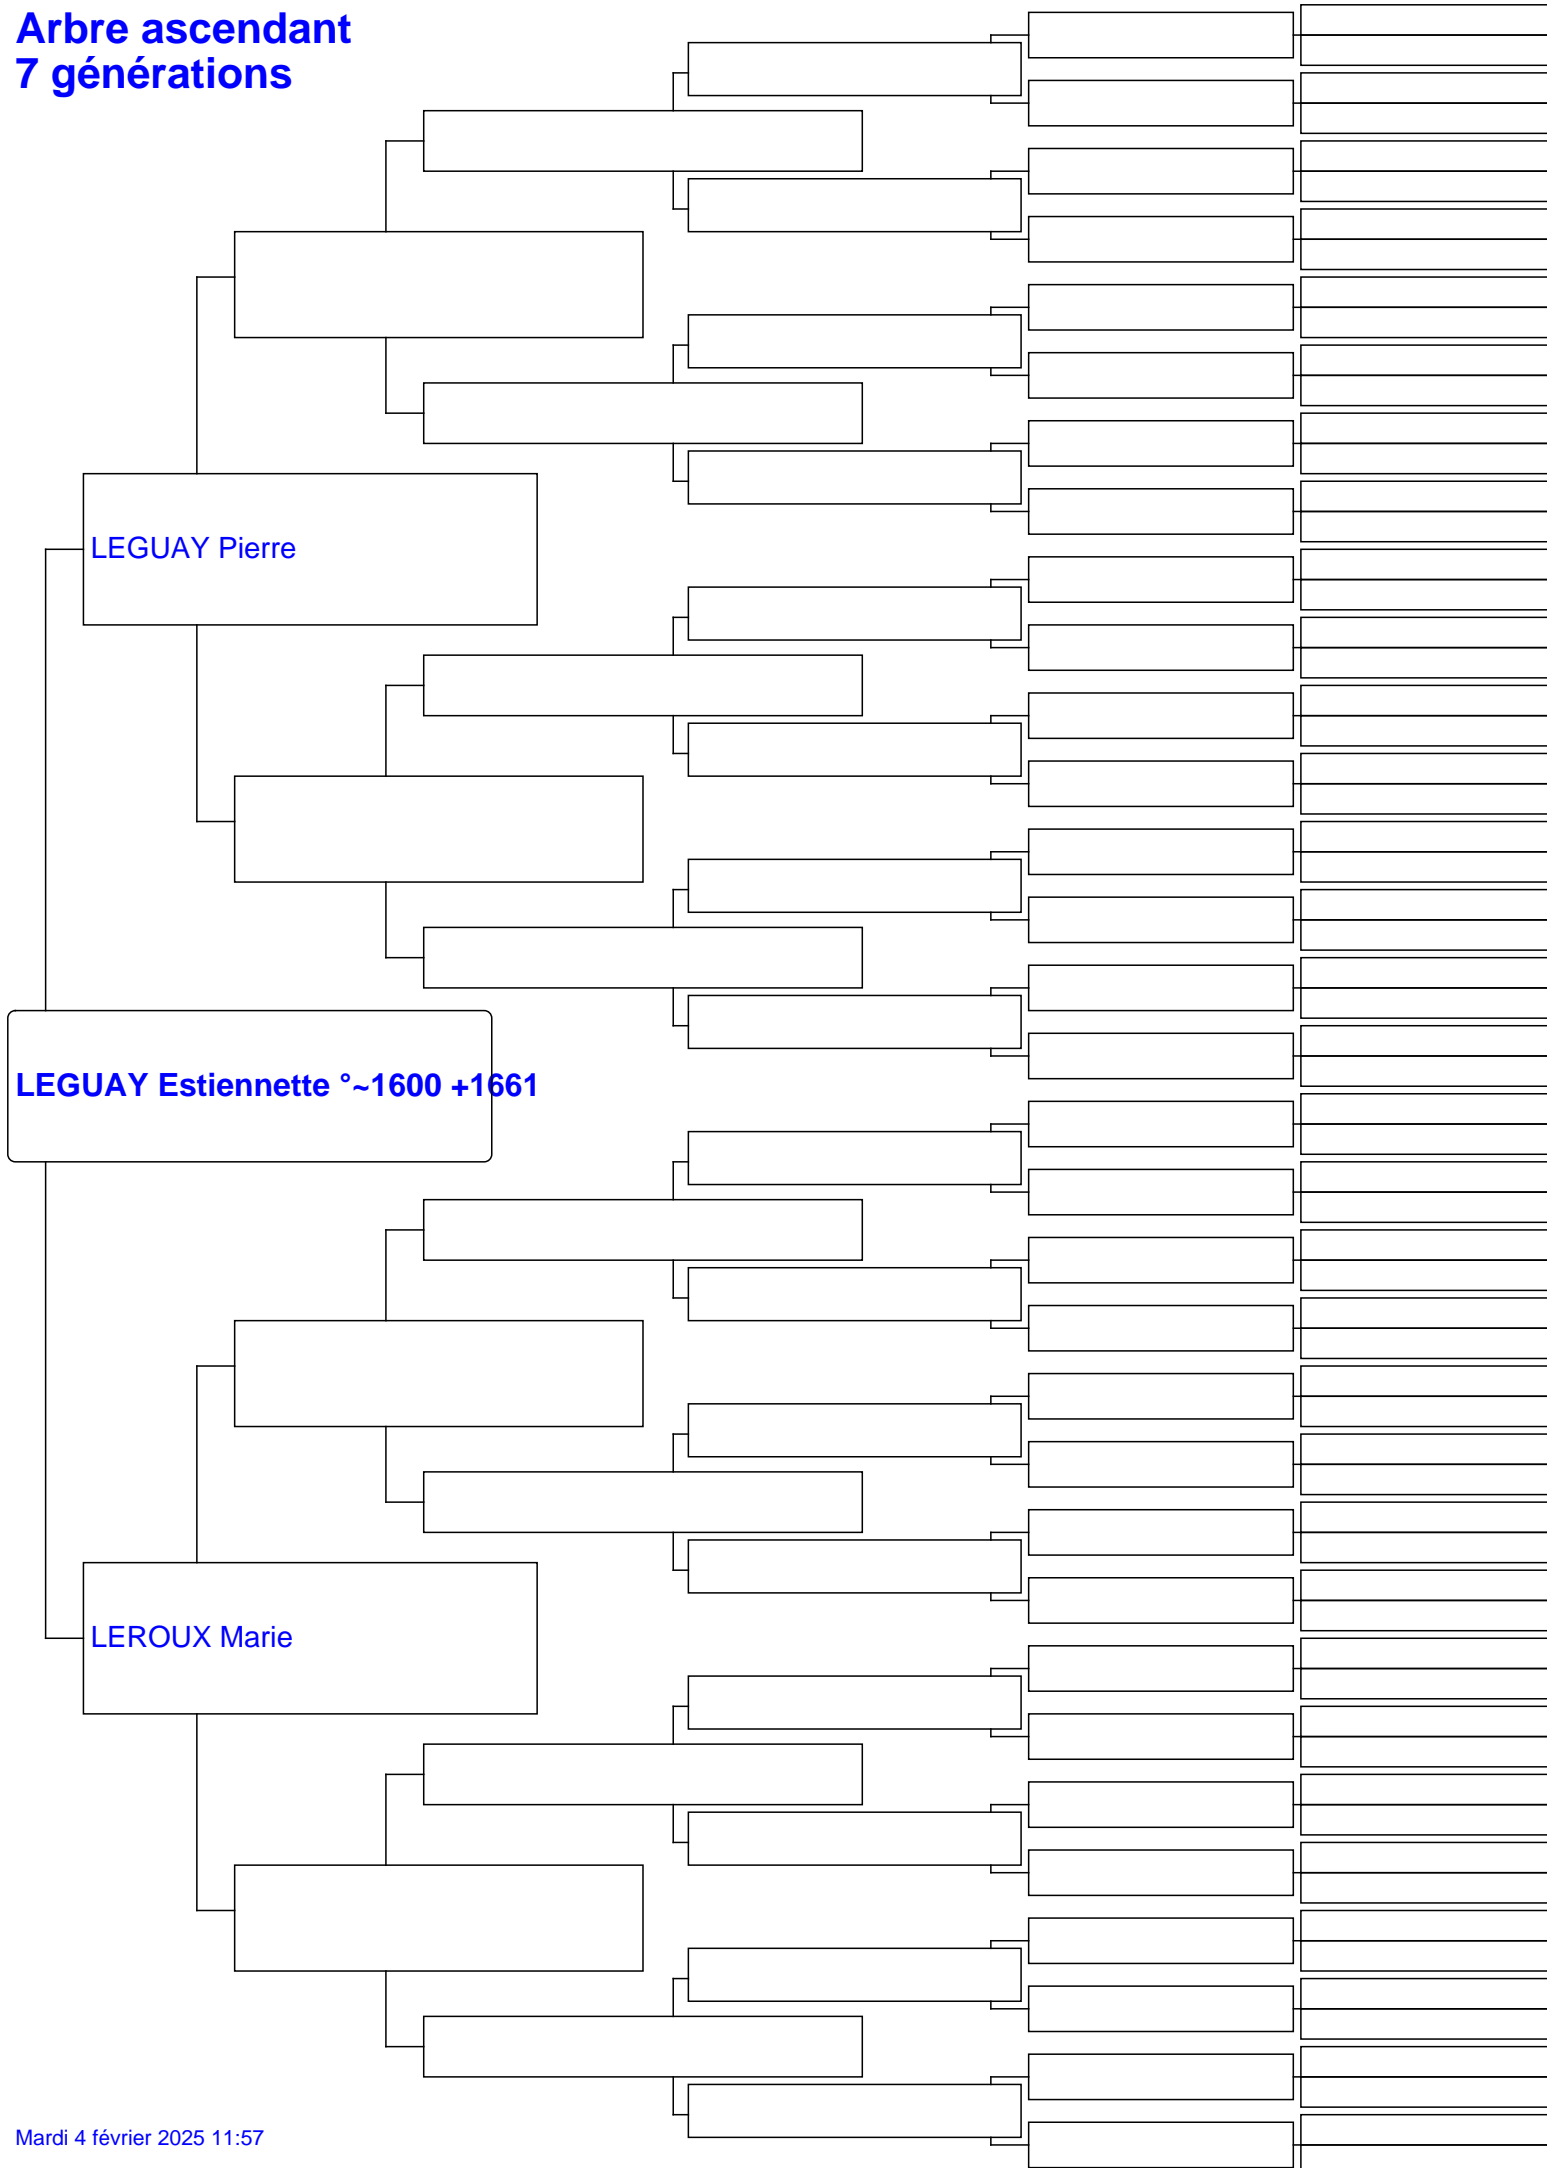 Arbre ascendant
7 générations
LEGUAY Pierre
LEGUAY Estiennette °~1600 +1661
LEROUX Marie
Mardi 4 février 2025 11:57